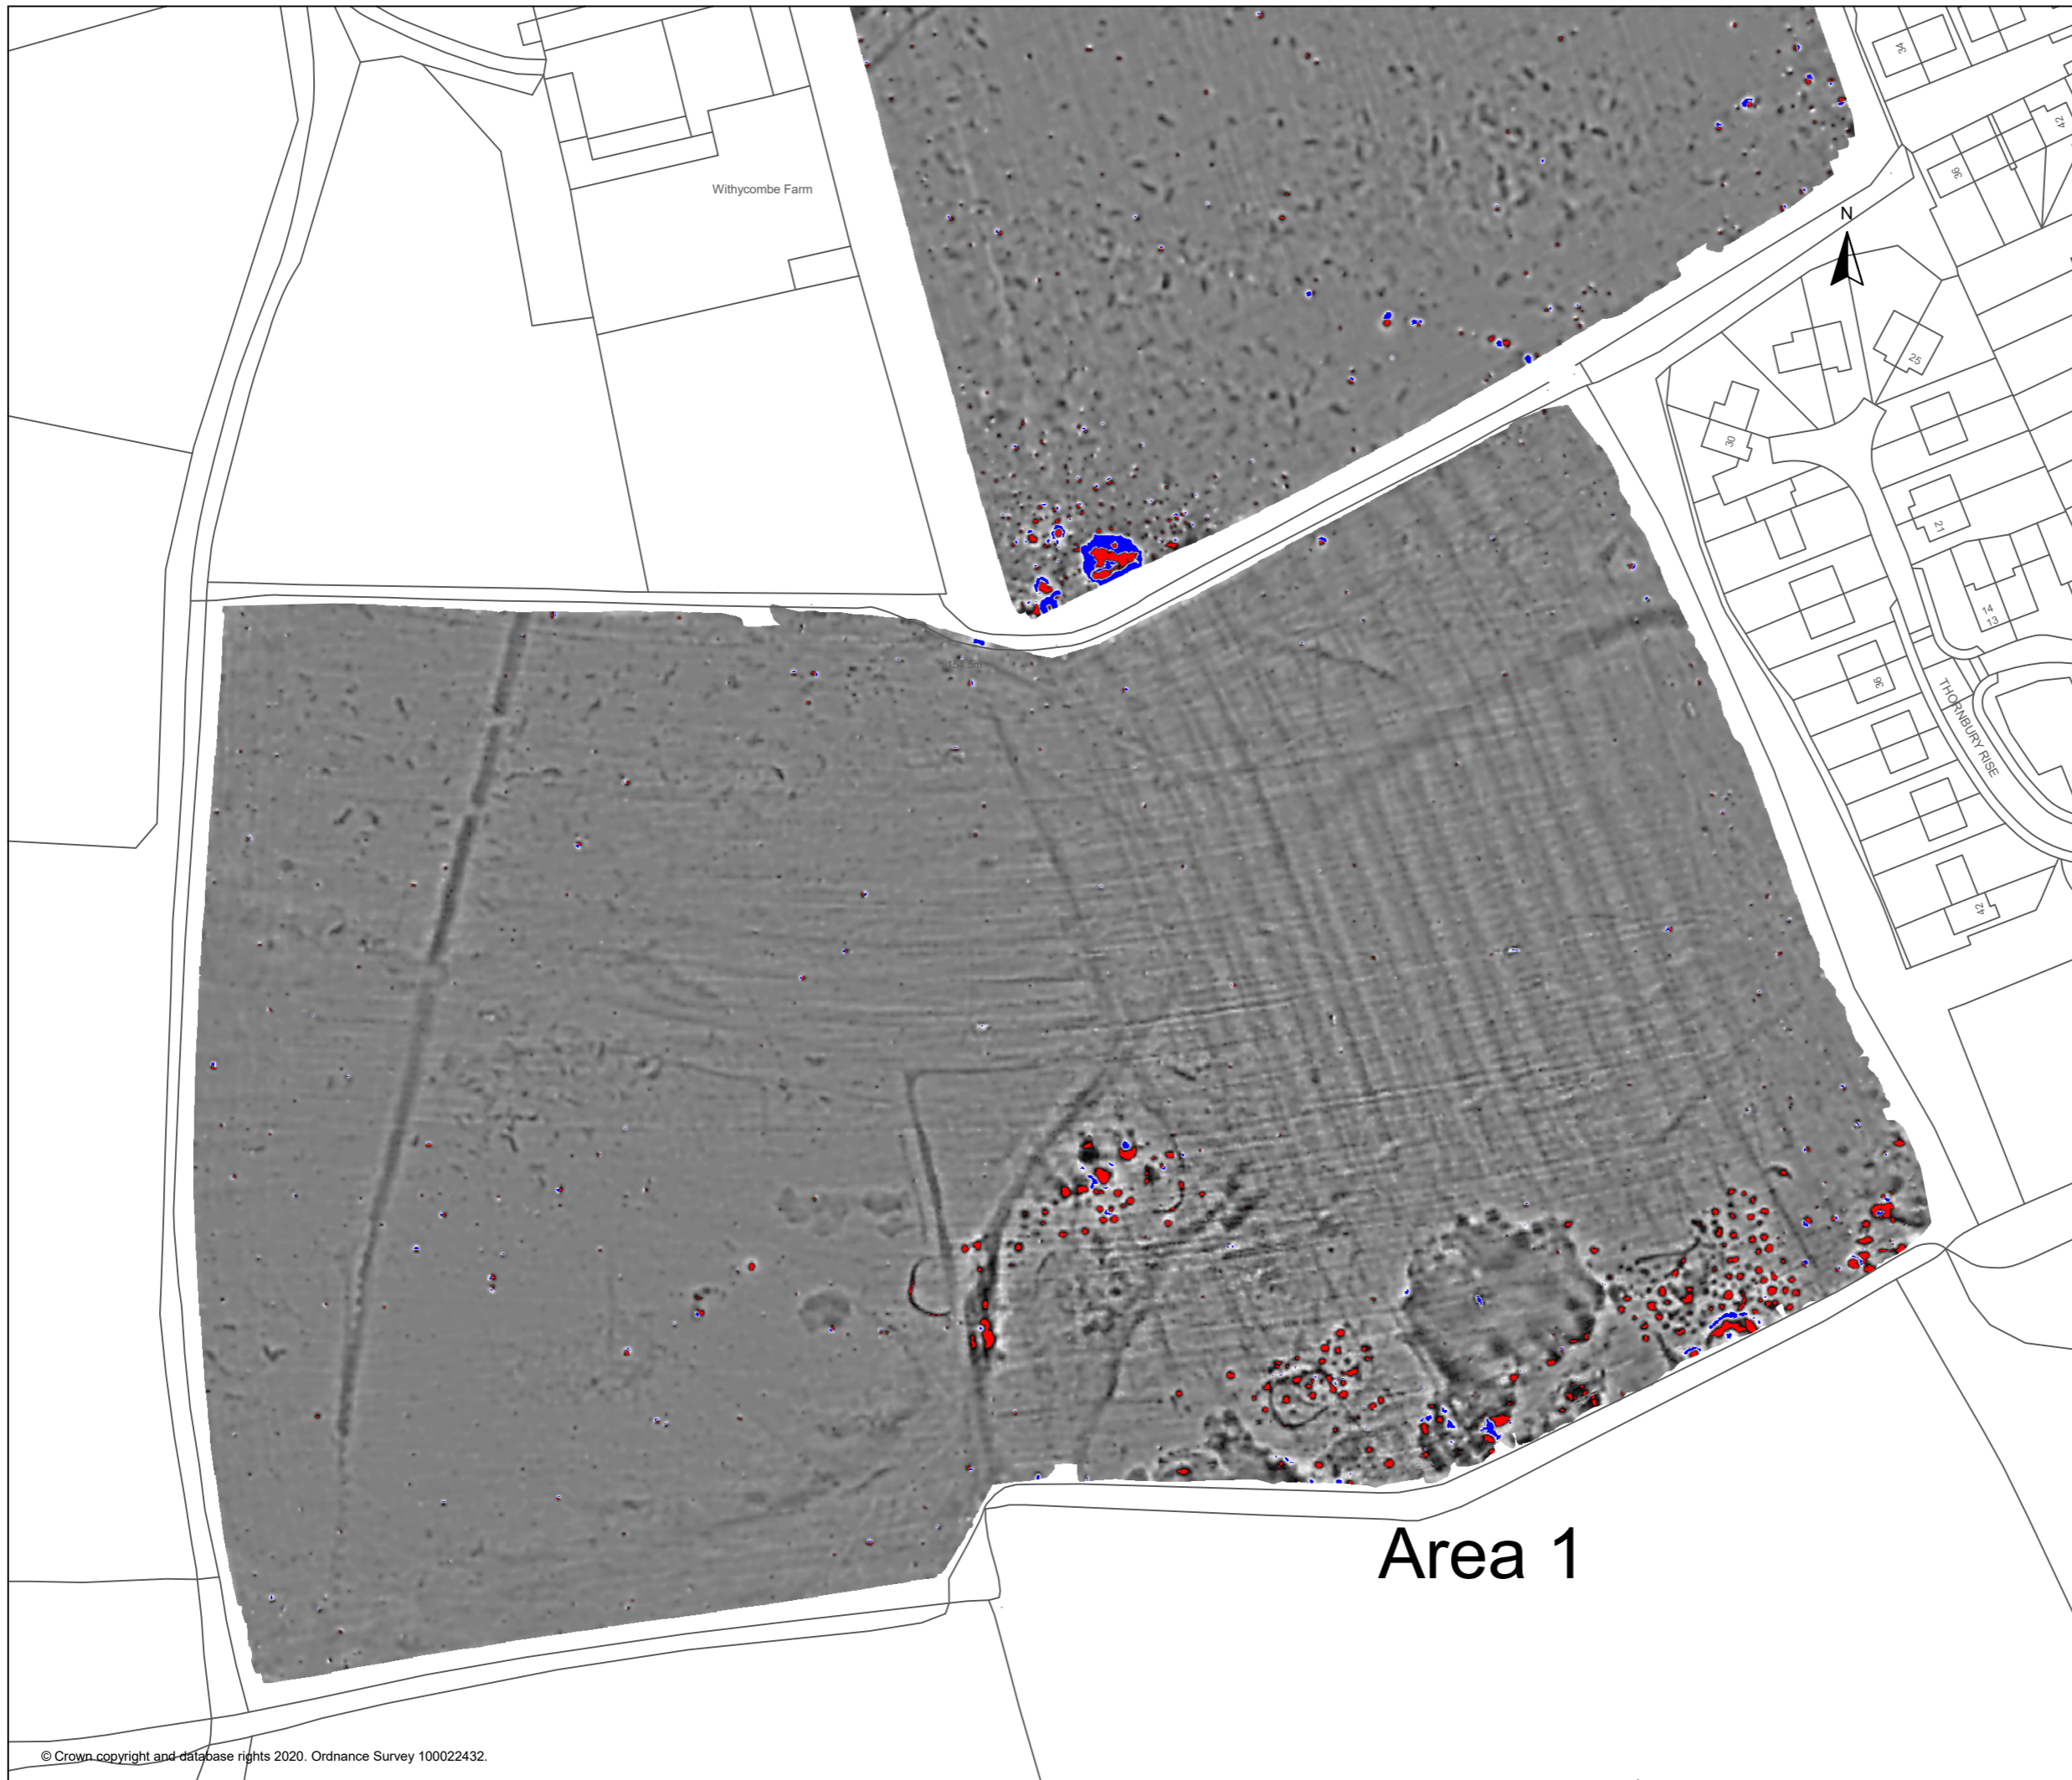 34
42
Withycombe Farm
36
N
25
30
21
14
13
36
THORNBURY RISE
42
Area 1
© Crown copyright and database rights 2020. Ordnance Survey 100022432.